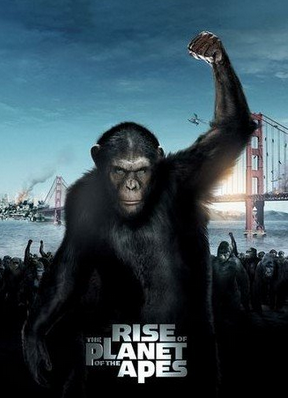 THE RISE OF
PLANET
OF THE APES